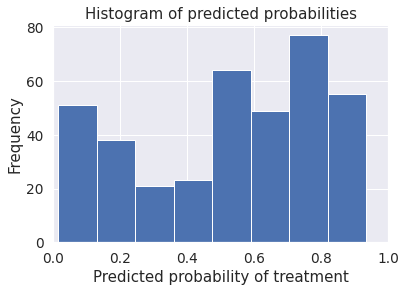 Histogram of predicted probabilities
80
60
40
20
0
Frequency
0.0 0.2 0.4 0.6 0.8 1.0
Predicted probability of treatment